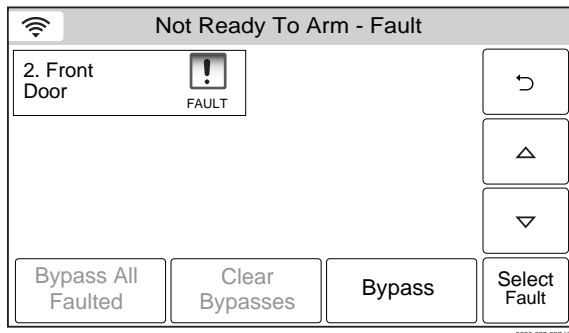 Not Ready To Arm - Fault
2. Front
Door
FAULT
Bypass All
Faulted
Clear
Bypasses
Bypass
Select
Fault